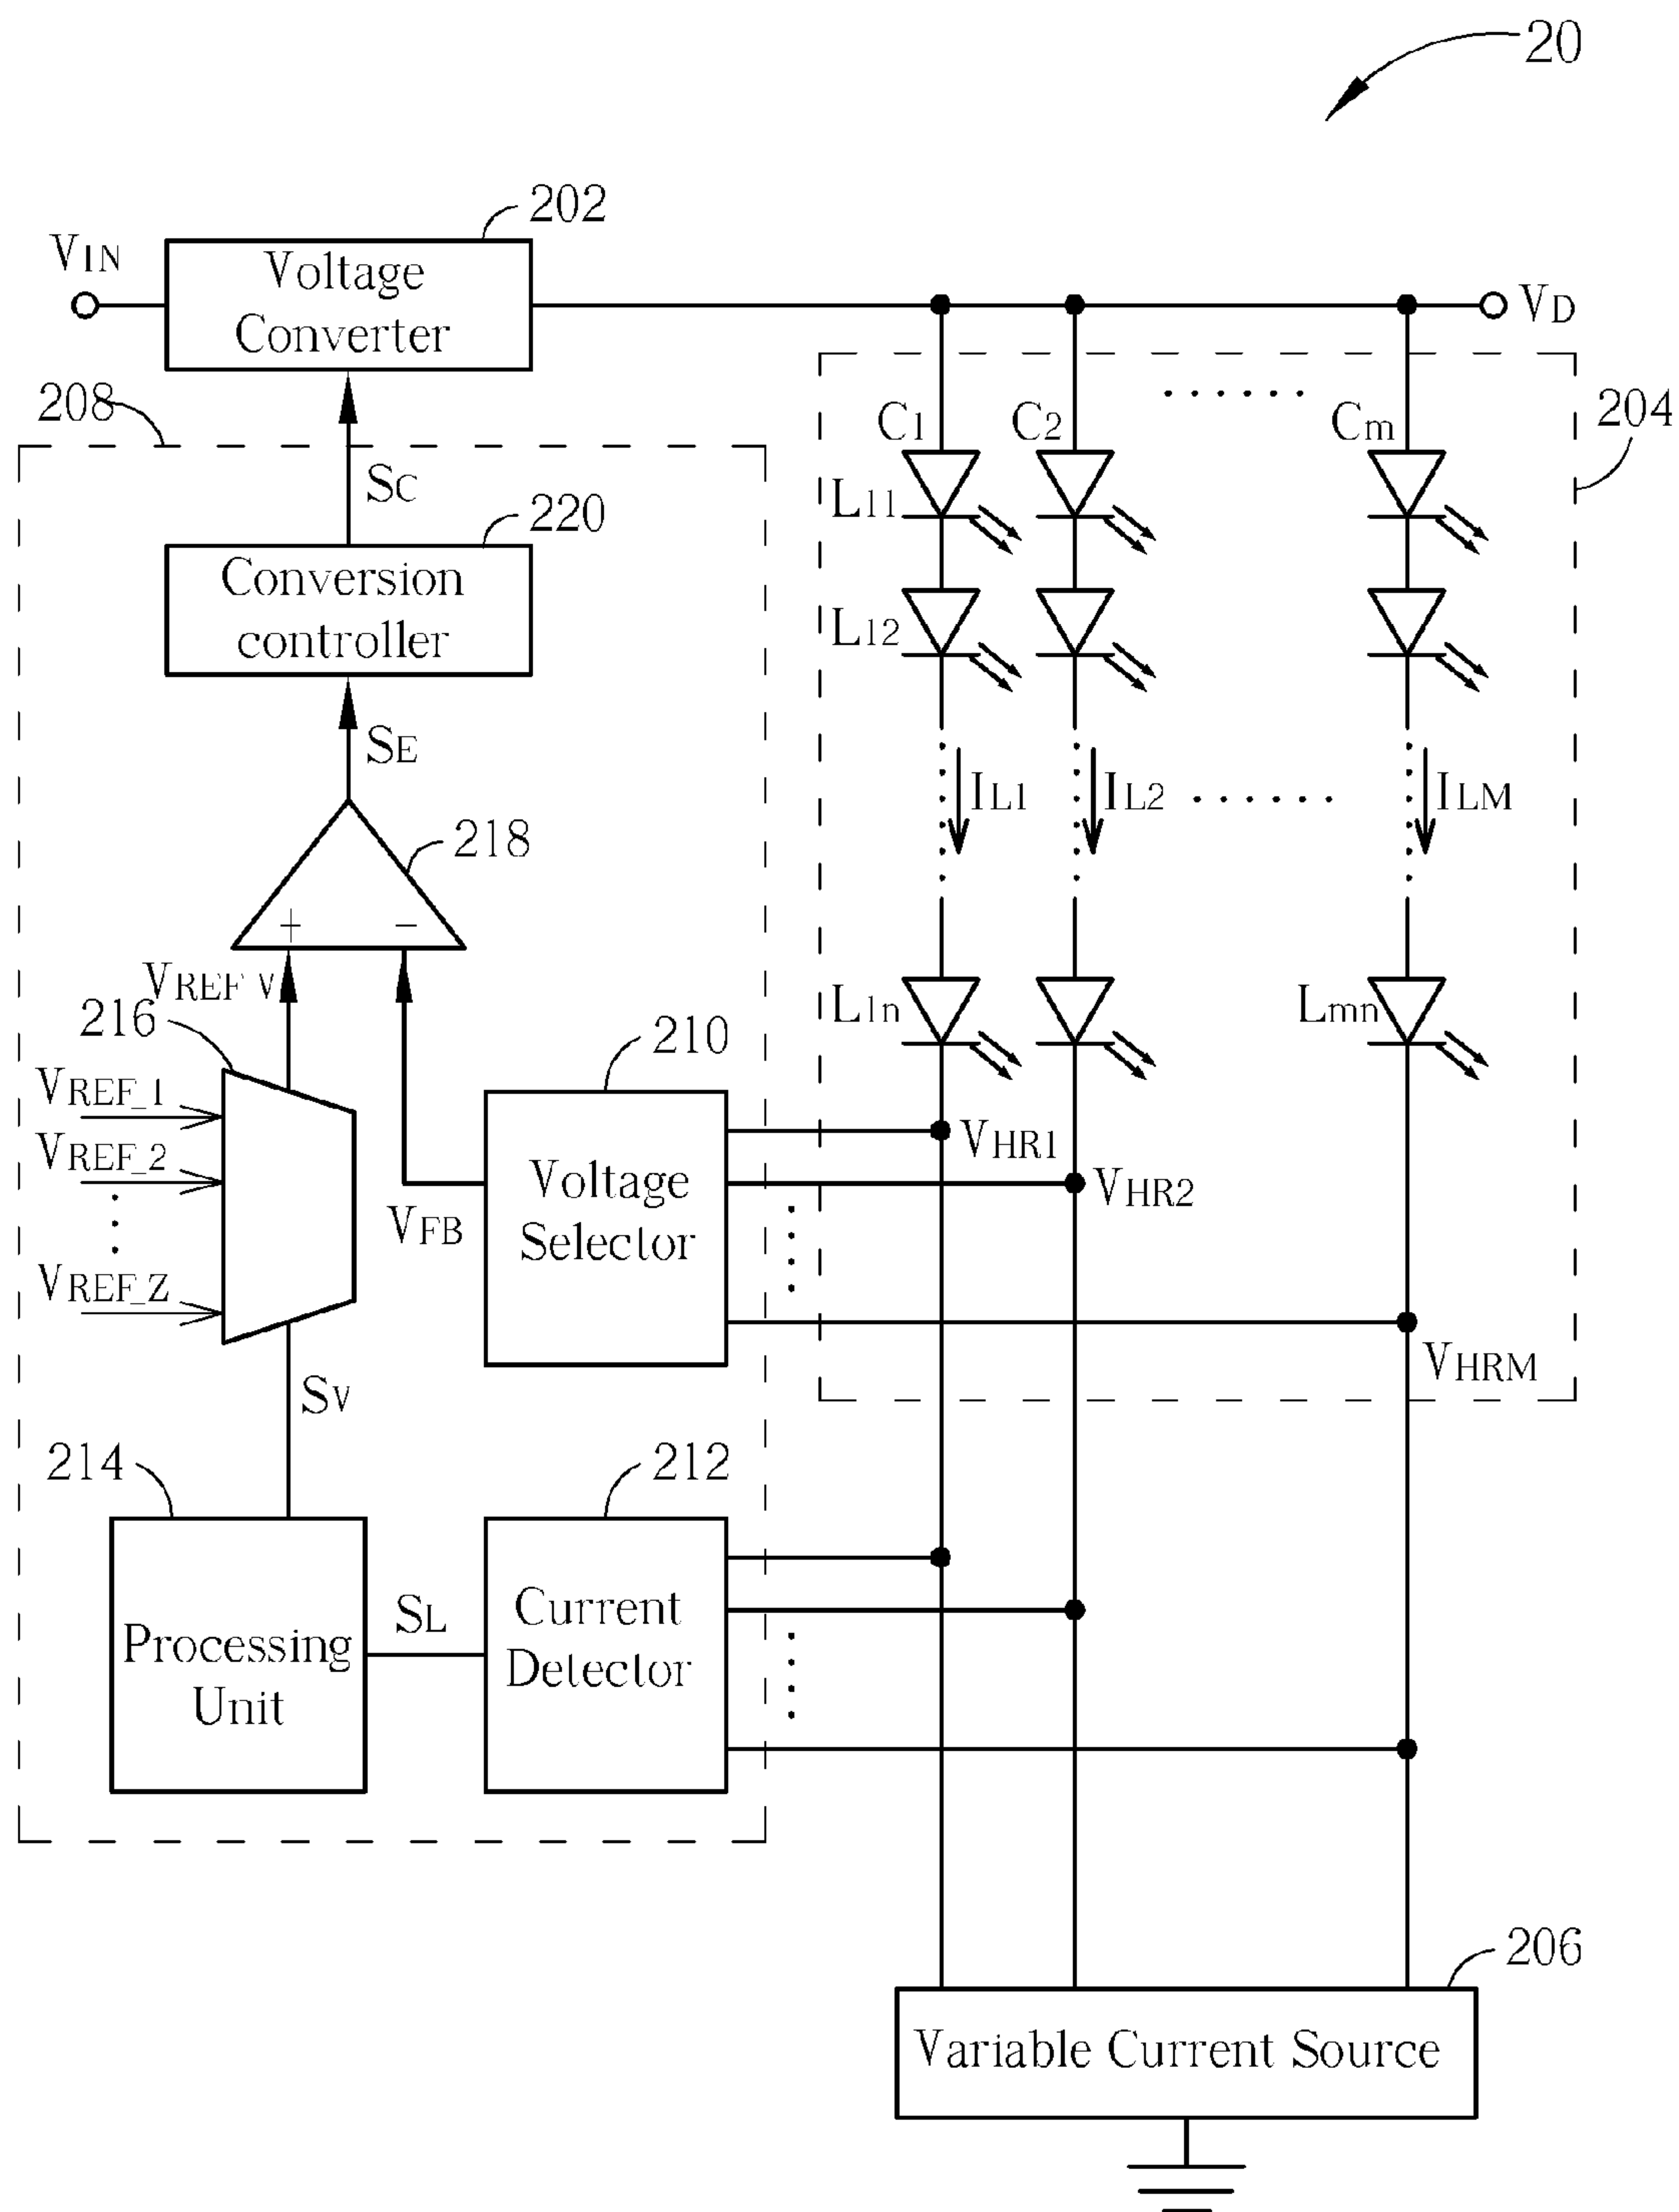 20
202
VIN
Voltage
Converter
VD
208
204
C1
C2
Cm
SC
L11
220
Conversion
controller
L12
SE
IL1
IL2
ILM
218
+
−
VREF V
L1n
Lmn
216
210
VREF_1
VHR1
VREF_2
Voltage
Selector
VHR2
VFB
VREF_Z
VHRM
SV
214
212
SL
Current
Detector
Processing
Unit
206
Variable Current Source